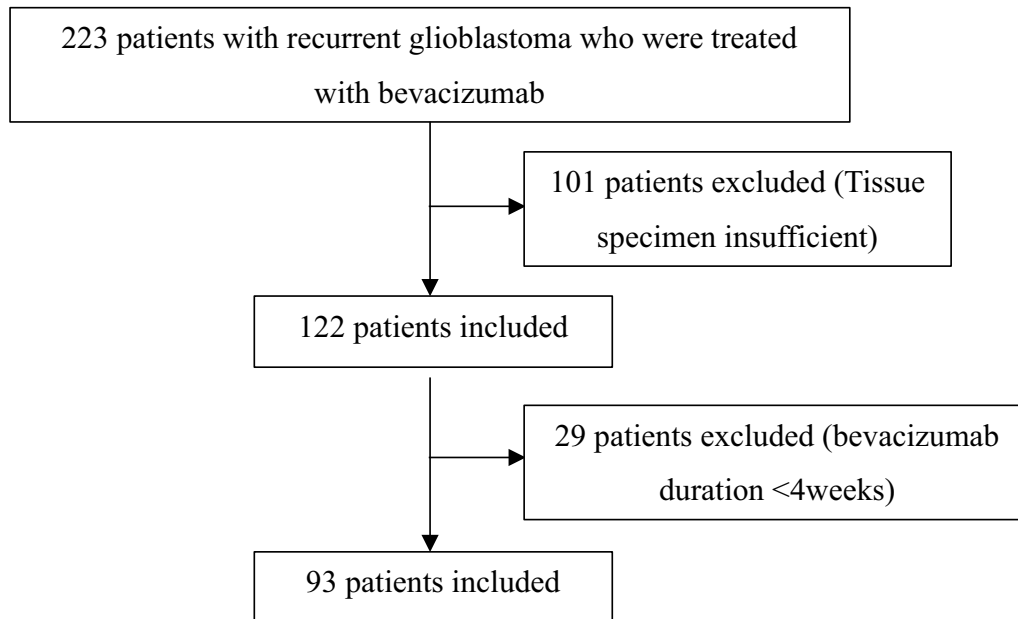 223 patients with recurrent glioblastoma who were treated
with bevacizumab
101 patients excluded (Tissue
specimen insufficient)
122 patients included
29 patients excluded (bevacizumab
duration <4weeks)
93 patients included